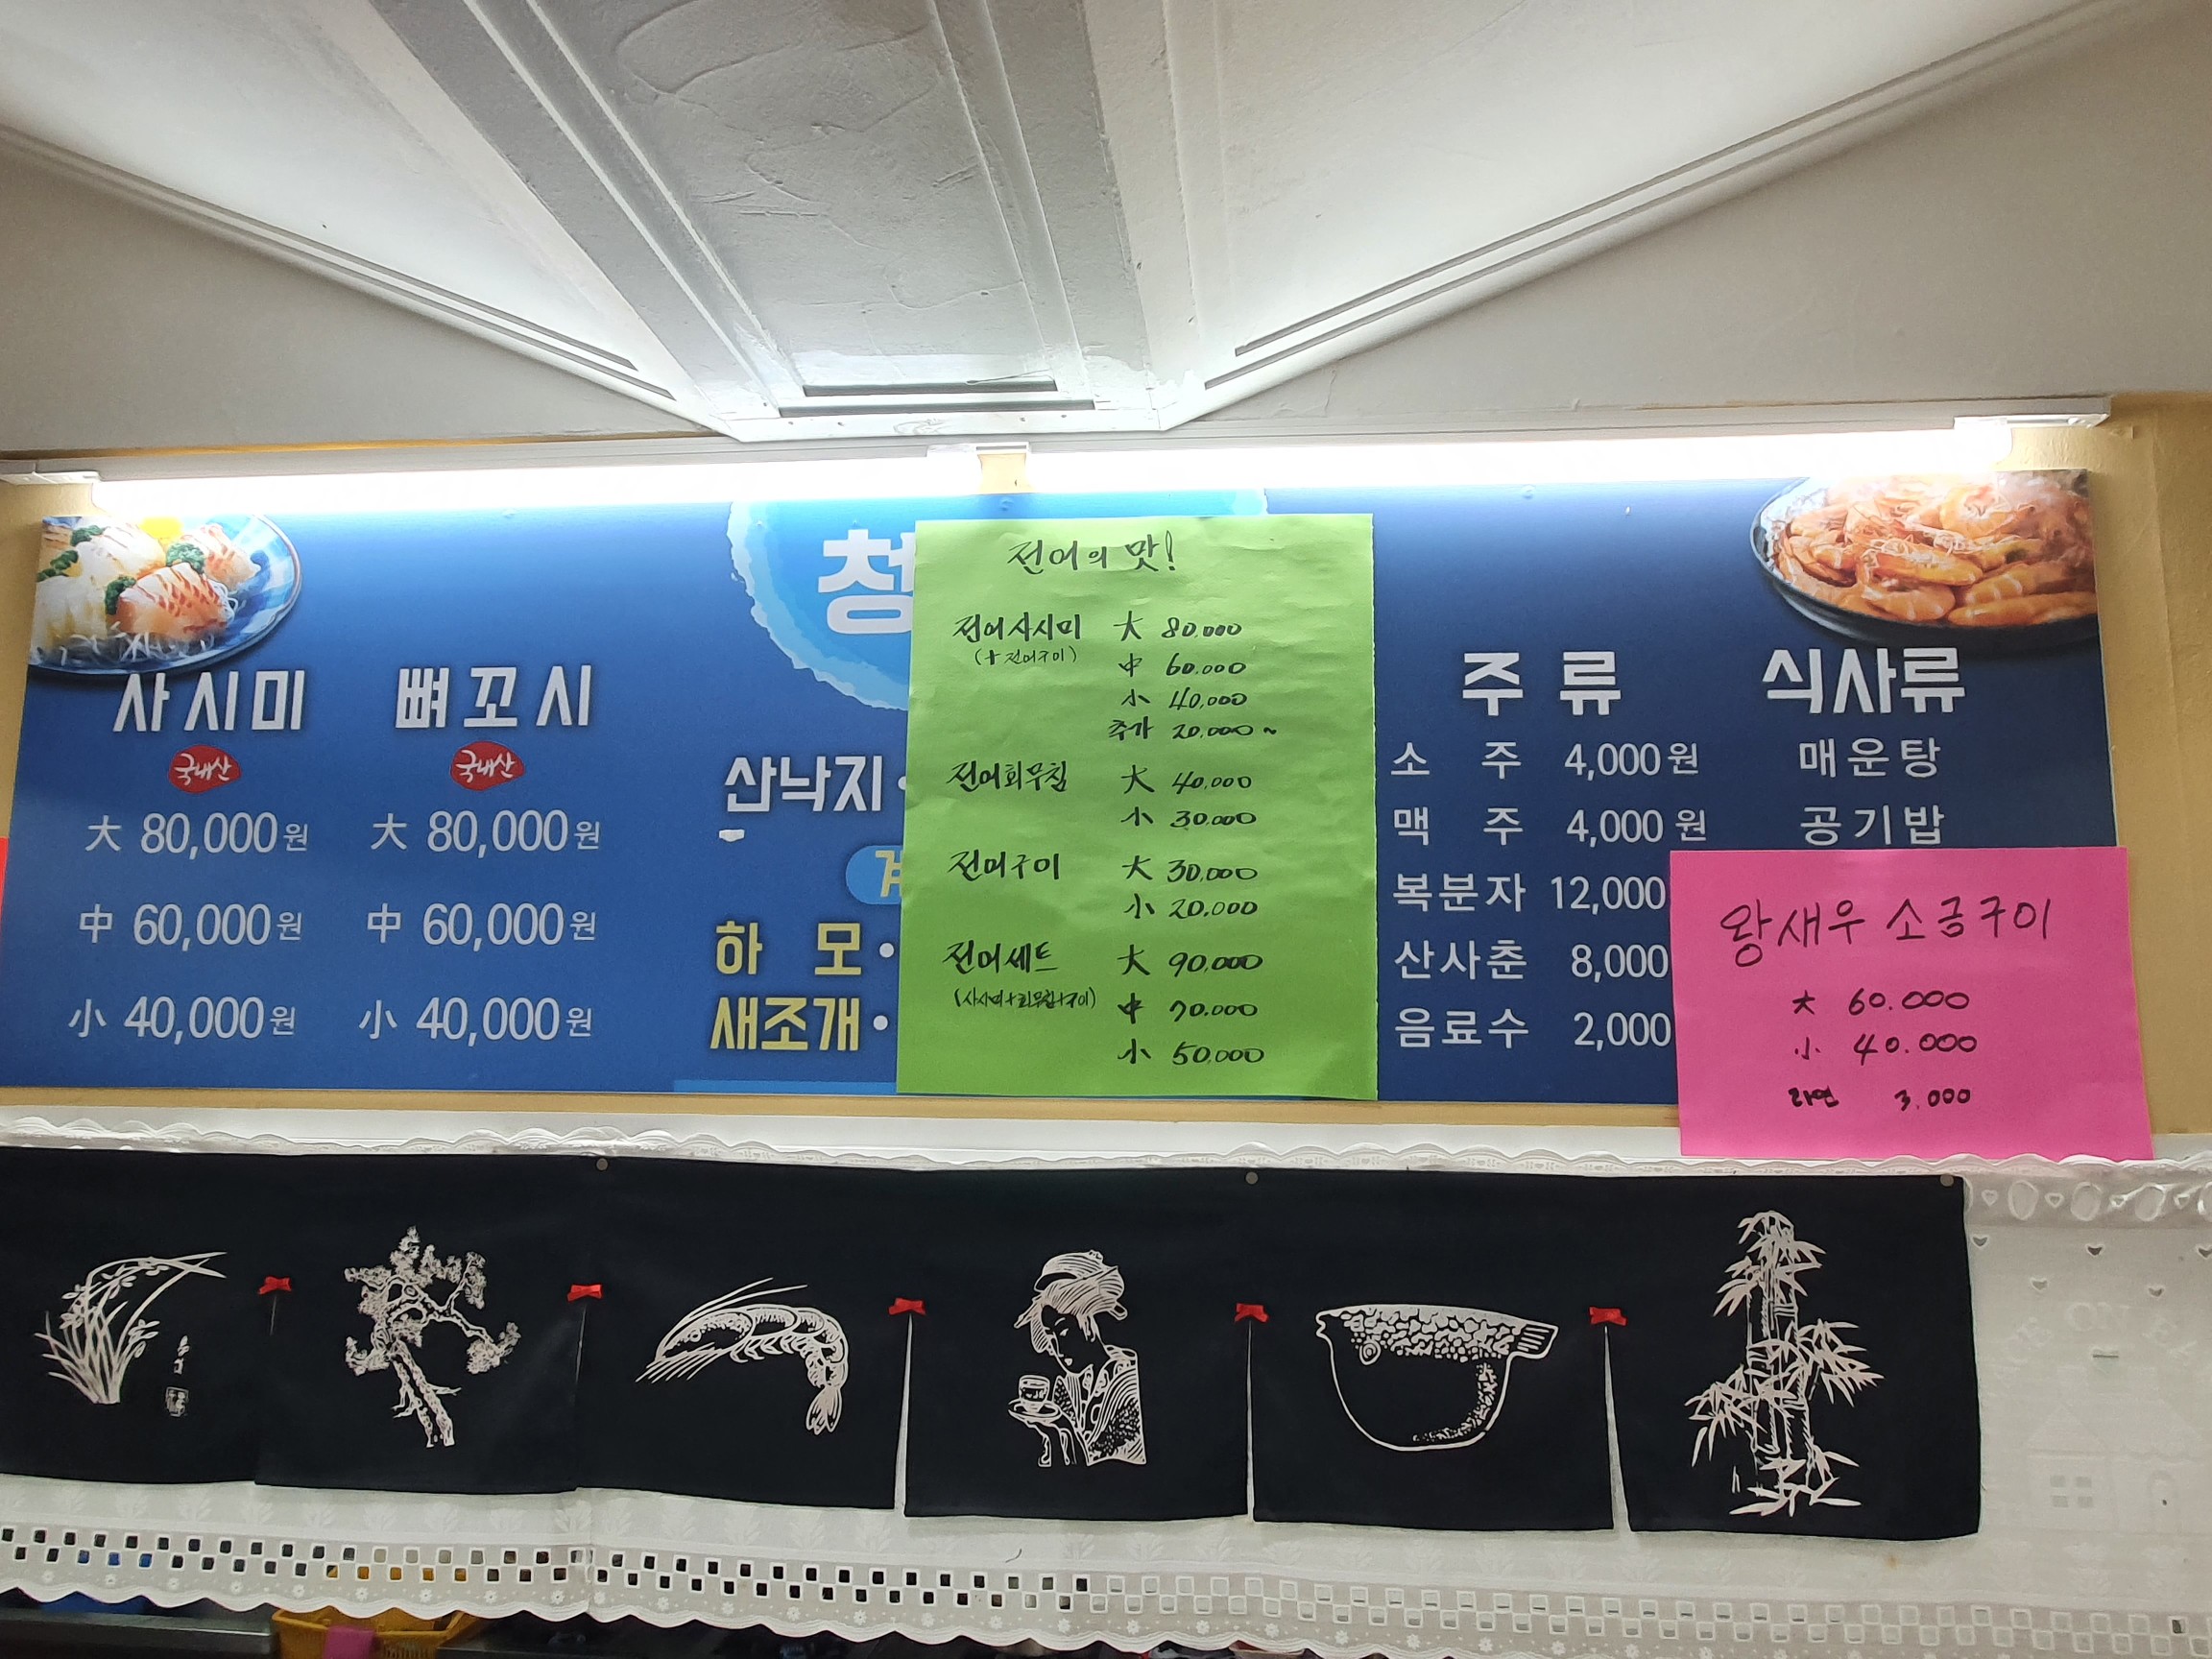 사시미
국내산
大 80,000원
中 60,000원
小 40,000원
뼈꼬시
국내산
大 80,000원
中 60,000원
小 40,000원
청
산낙지·
하 모·
새조개·
전어의 맛!
전어사시미 大 80,000
(+전어구이) 中 60.000
小 40,000
추가 20,000~
전어회무침 大 40,000
小 30,000
전어구이 大 30,000
小 20,000
전어세트 大 90,000
(사시미+회무침+구이) 中 70,000
小 50,000
주류
소 주 4,000원
맥 주 4,000원
복분자 12,000
산사춘 8,000
음료수 2,000
식사류
매운탕
공기밥
왕새우 소금구이
大 60.000
小 40.000
라면 3.000